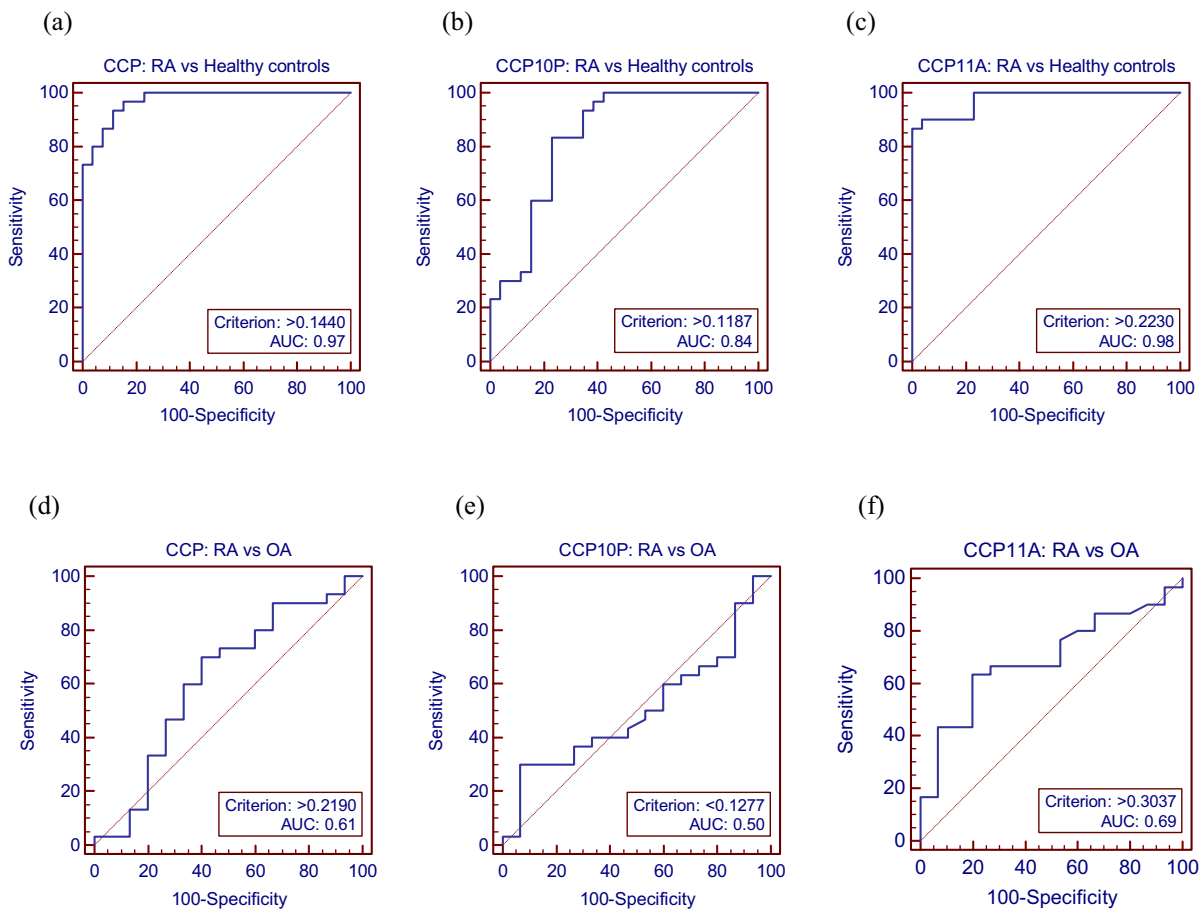 (a)
CCP: RA vs Healthy controls
100
80
60
40
20
0
Sensitivity
Criterion: >0.1440
AUC: 0.97
0 20 40 60 80 100
100-Specificity
(b)
CCP10P: RA vs Healthy controls
100
80
60
40
20
0
Sensitivity
Criterion: >0.1187
AUC: 0.84
0 20 40 60 80 100
100-Specificity
(c)
CCP11A: RA vs Healthy controls
100
80
60
40
20
0
Sensitivity
Criterion: >0.2230
AUC: 0.98
0 20 40 60 80 100
100-Specificity
(d)
CCP: RA vs OA
100
80
60
40
20
0
Sensitivity
Criterion: >0.2190
AUC: 0.61
0 20 40 60 80 100
100-Specificity
(e)
CCP10P: RA vs OA
100
80
60
40
20
0
Sensitivity
Criterion: <0.1277
AUC: 0.50
0 20 40 60 80 100
100-Specificity
(f)
CCP11A: RA vs OA
100
80
60
40
20
0
Sensitivity
Criterion: >0.3037
AUC: 0.69
0 20 40 60 80 100
100-Specificity